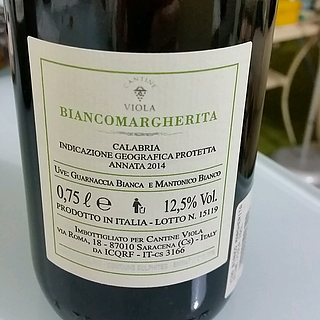 CANTINE
VIOLA
BIANCOMARGHERITA
CALABRIA
INDICAZIONE GEOGRAFICA PROTETTA
ANNATA 2014
UVE: GUARNACCIA BIANCA E MANTONICO BIANCO
0,75 ℓ ℮ 12,5% Vol.
PRODOTTO IN ITALIA - LOTTO N. 15119
IMBOTTIGLIATO PER CANTINE VIOLA
VIA ROMA, 18 - 87010 SARACENA (CS) - ITALY
DA ICQRF - IT-CS 3166